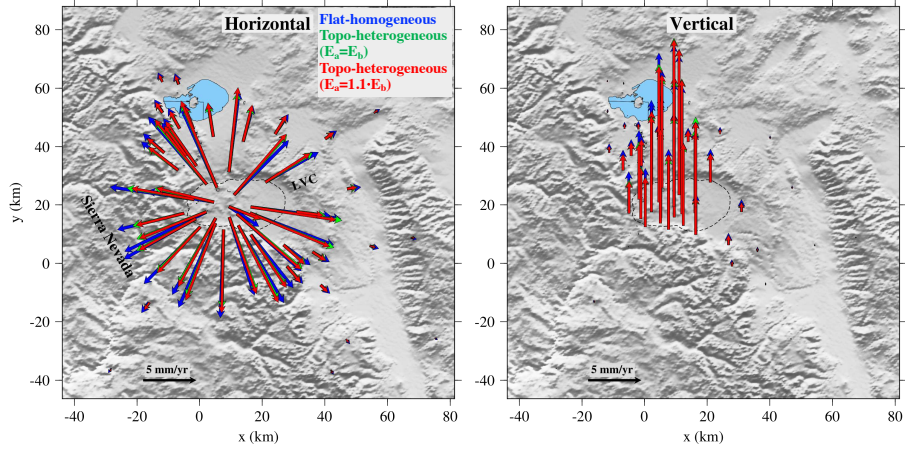 Horizontal
Flat-homogeneous
Topo-heterogeneous
(Ea=Eb)
Topo-heterogeneous
(Ea=1.1·Eb)
LVC
Sierra Nevada
5 mm/yr
80
60
40
20
0
-20
-40
y (km)
-40 -20 0 20 40 60 80
x (km)
Vertical
5 mm/yr
80
60
40
20
0
-20
-40
-40 -20 0 20 40 60 80
x (km)